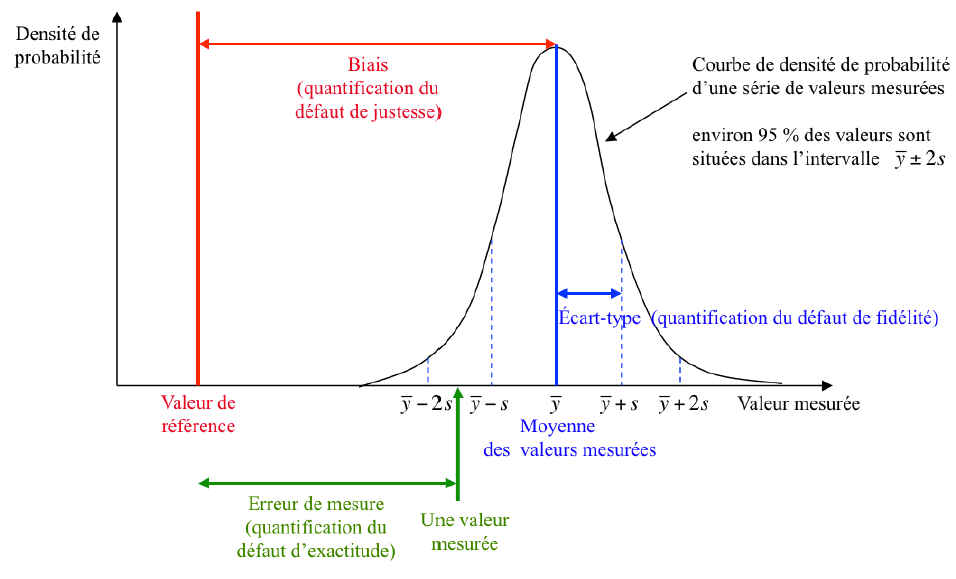 Densité de
probabilité
Biais
(quantification du
défaut de justesse)
Courbe de densité de probabilité
d’une série de valeurs mesurées
environ 95 % des valeurs sont
situées dans l’intervalle y̅ ± 2s
Écart-type (quantification du défaut de fidélité)
y̅ − 2s y̅ − s y̅ y̅ + s y̅ + 2s Valeur mesurée
Valeur de
référence
Moyenne
des valeurs mesurées
Erreur de mesure
(quantification du
défaut d’exactitude)
Une valeur
mesurée